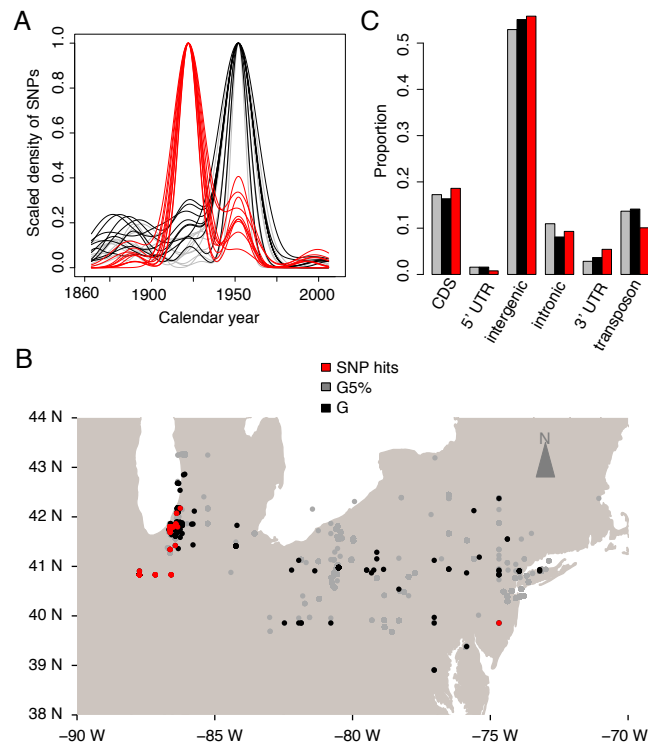 A
Scaled density of SNPs
1.0
0.8
0.6
0.4
0.2
0.0
1860
1900
1950
2000
Calendar year
C
Proportion
0.5
0.4
0.3
0.2
0.1
0.0
CDS
5' UTR
intergenic
intronic
3' UTR
transposon
B
SNP hits
G5%
G
44 N
43 N
42 N
41 N
40 N
39 N
38 N
N
−90 W
−85 W
−80 W
−75 W
−70 W